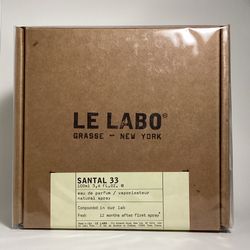 LE LABO
GRASSE — NEW YORK
SANTAL 33
100ml 3,4 fl.oz. ®
eau de parfum / vaporisateur
natural spray
Compounded in our lab
Fresh: 12 months after first spray